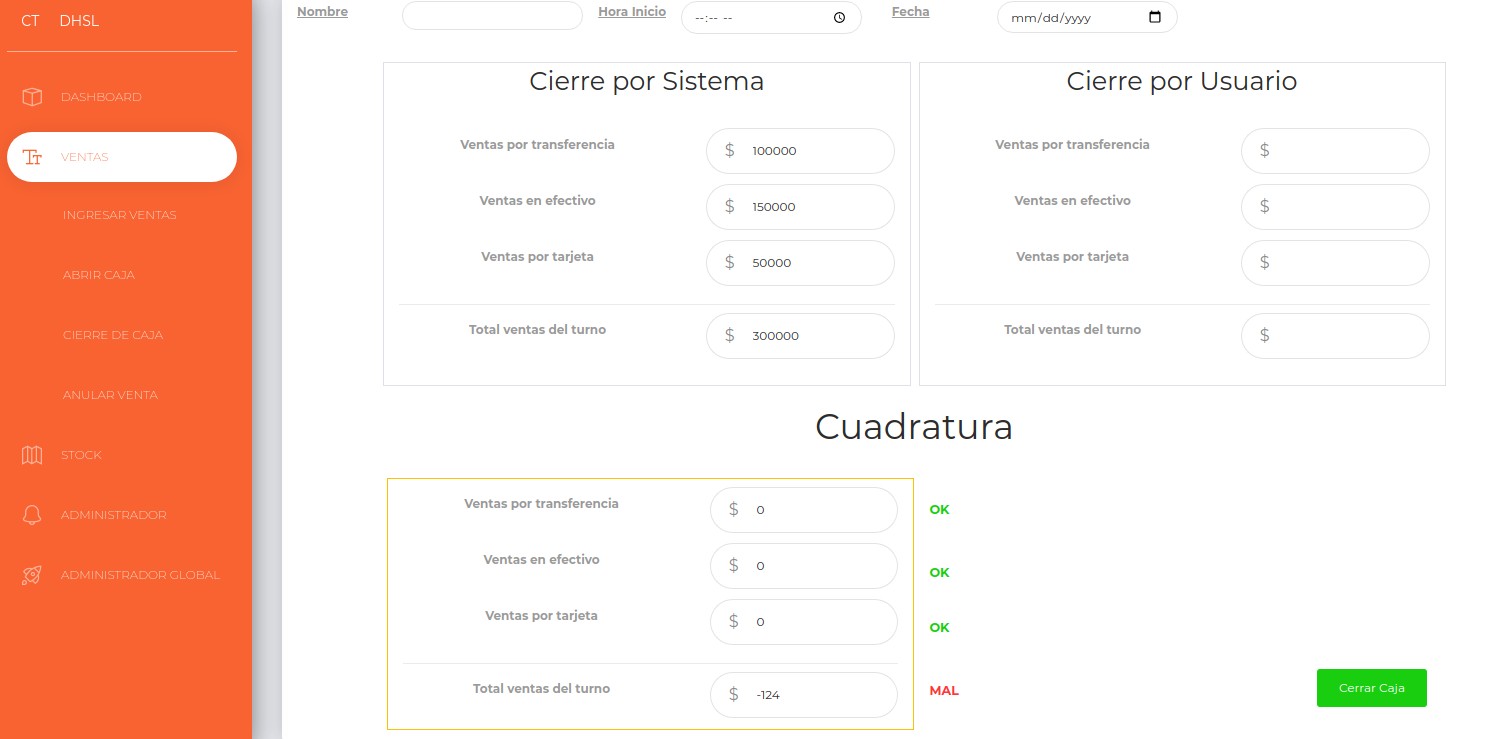 CT DHSL
DASHBOARD
VENTAS
INGRESAR VENTAS
ABRIR CAJA
CIERRE DE CAJA
ANULAR VENTA
STOCK
ADMINISTRADOR
ADMINISTRADOR GLOBAL
Nombre Hora Inicio --:-- -- Fecha mm/dd/yyyy
Cierre por Sistema
Ventas por transferencia $ 100000
Ventas en efectivo $ 150000
Ventas por tarjeta $ 50000
Total ventas del turno $ 300000
Cierre por Usuario
Ventas por transferencia $
Ventas en efectivo $
Ventas por tarjeta $
Total ventas del turno $
Cuadratura
Ventas por transferencia $ 0 OK
Ventas en efectivo $ 0 OK
Ventas por tarjeta $ 0 OK
Total ventas del turno $ -124 MAL
Cerrar Caja